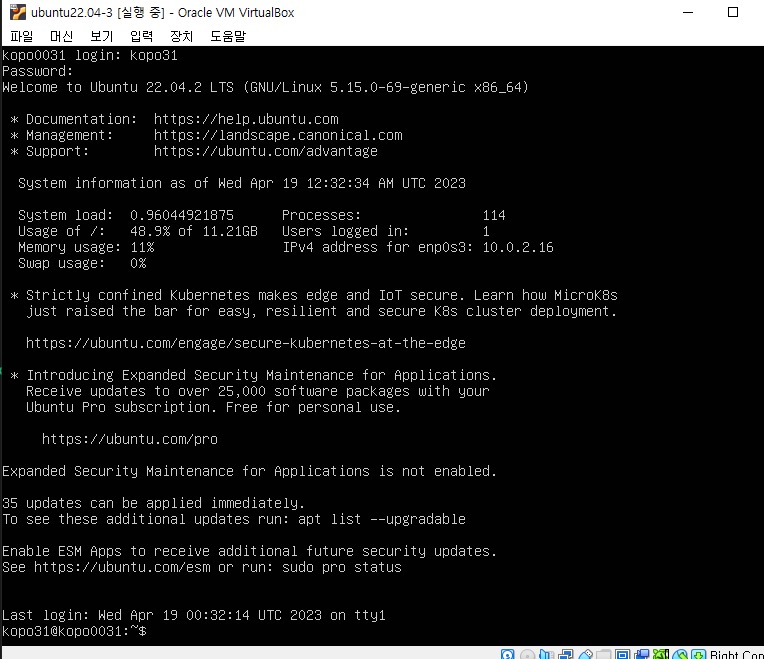 ubuntu22.04-3 [실행 중] - Oracle VM VirtualBox
파일 머신 보기 입력 장치 도움말
kopo0031 login: kopo31
Password:
Welcome to Ubuntu 22.04.2 LTS (GNU/Linux 5.15.0-69-generic x86_64)
* Documentation: https://help.ubuntu.com
* Management: https://landscape.canonical.com
* Support: https://ubuntu.com/advantage
System information as of Wed Apr 19 12:32:34 AM UTC 2023
System load: 0.96044921875 Processes: 114
Usage of /: 48.9% of 11.21GB Users logged in: 1
Memory usage: 11% IPv4 address for enp0s3: 10.0.2.16
Swap usage: 0%
* Strictly confined Kubernetes makes edge and IoT secure. Learn how MicroK8s
just raised the bar for easy, resilient and secure K8s cluster deployment.
https://ubuntu.com/engage/secure-kubernetes-at-the-edge
* Introducing Expanded Security Maintenance for Applications.
Receive updates to over 25,000 software packages with your
Ubuntu Pro subscription. Free for personal use.
https://ubuntu.com/pro
Expanded Security Maintenance for Applications is not enabled.
35 updates can be applied immediately.
To see these additional updates run: apt list --upgradable
Enable ESM Apps to receive additional future security updates.
See https://ubuntu.com/esm or run: sudo pro status
Last login: Wed Apr 19 00:32:14 UTC 2023 on tty1
kopo31@kopo0031:~$
Right Con